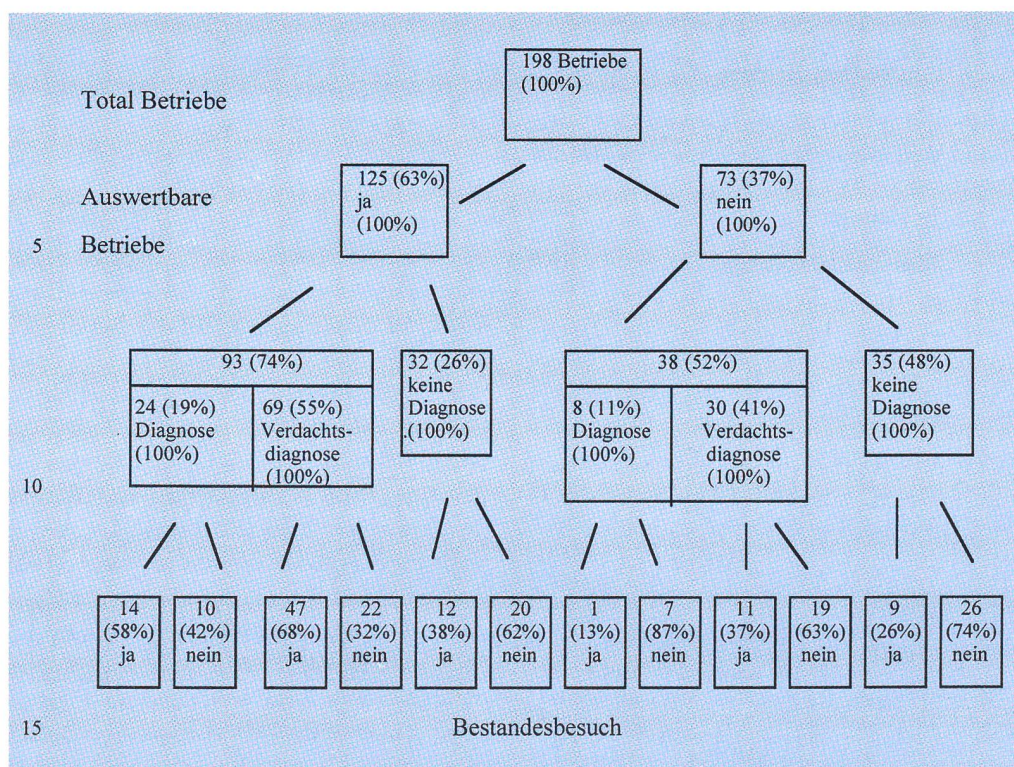 198 Betriebe
(100%)
Total Betriebe
125 (63%)
ja
(100%)
73 (37%)
nein
(100%)
Auswertbare
5 Betriebe
93 (74%)
24 (19%)
Diagnose
(100%)
69 (55%)
Verdachts-
diagnose
(100%)
32 (26%)
keine
Diagnose
.(100%)
38 (52%)
8 (11%)
Diagnose
(100%)
30 (41%)
Verdachts-
diagnose
(100%)
35 (48%)
keine
Diagnose
(100%)
10
14
(58%)
ja
10
(42%)
nein
47
(68%)
ja
22
(32%)
nein
12
(38%)
ja
20
(62%)
nein
1
(13%)
ja
7
(87%)
nein
11
(37%)
ja
19
(63%)
nein
9
(26%)
ja
26
(74%)
nein
15 Bestandesbesuch